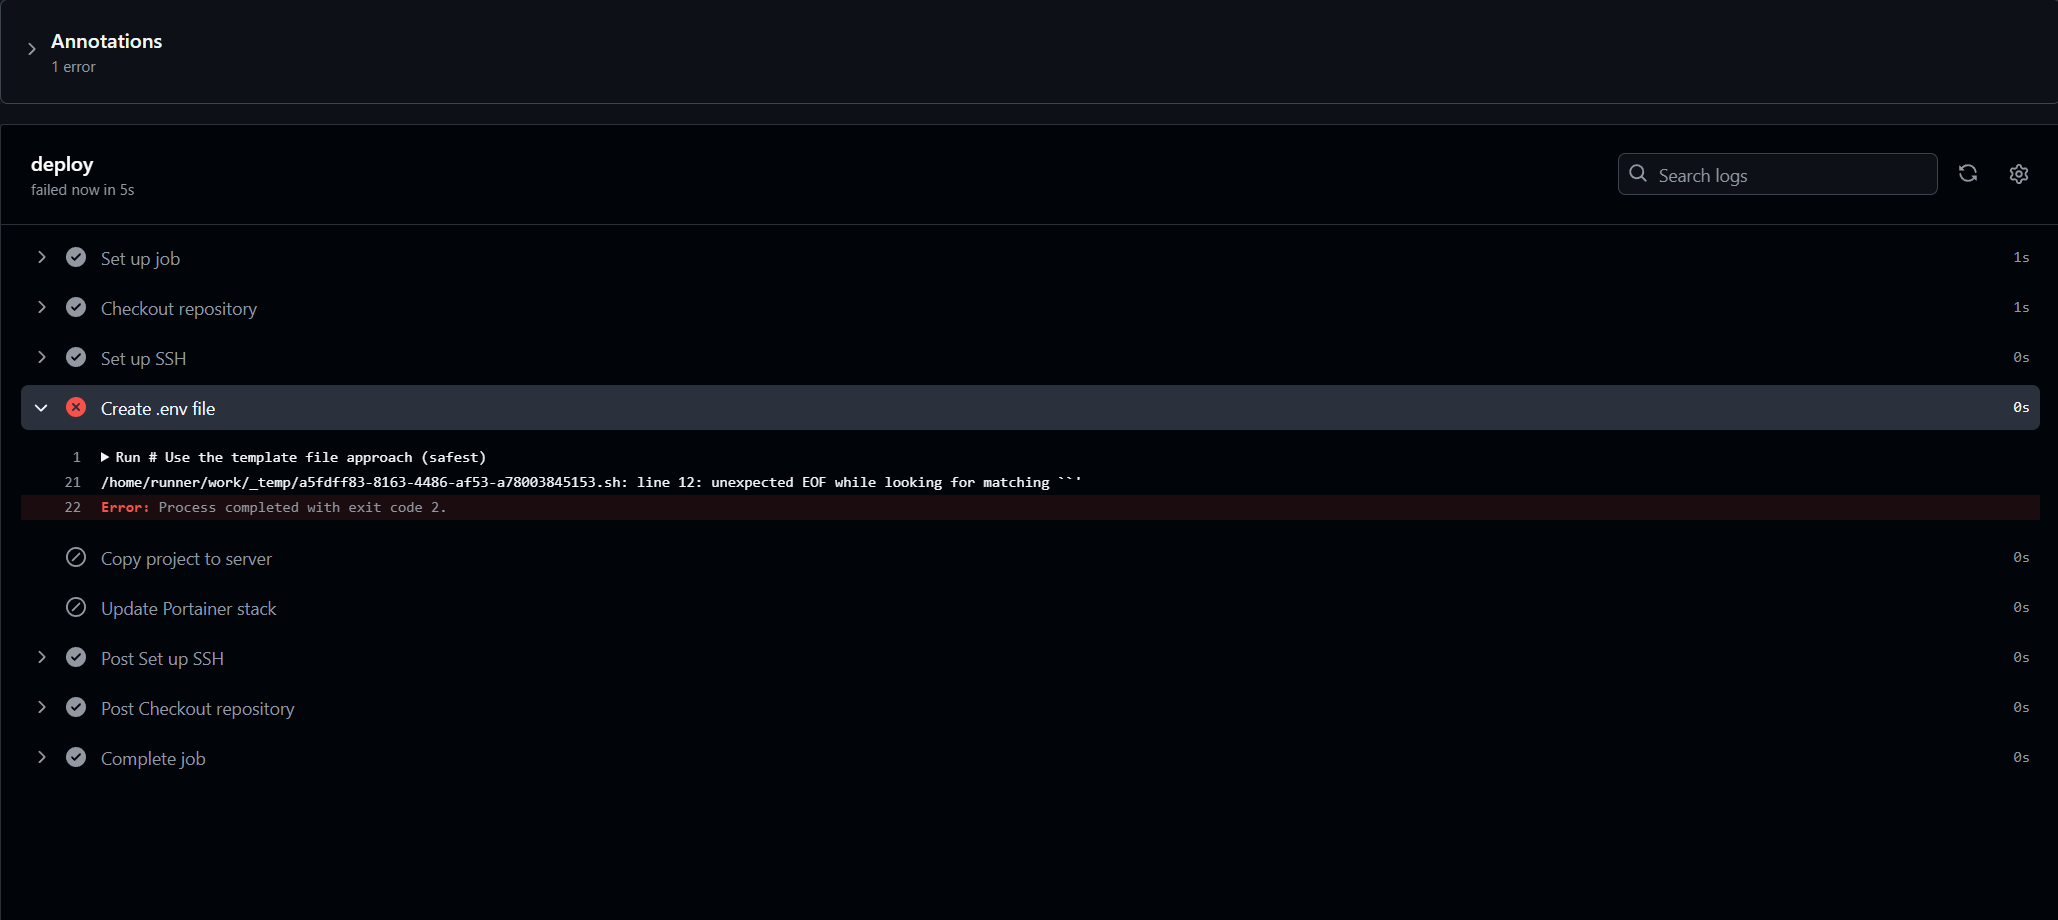 Annotations
1 error
deploy
failed now in 5s
Search logs
Set up job 1s
Checkout repository 1s
Set up SSH 0s
Create .env file 0s
1 Run # Use the template file approach (safest)
21 /home/runner/work/_temp/a5fdff83-8163-4486-af53-a78003845153.sh: line 12: unexpected EOF while looking for matching ``'
22 Error: Process completed with exit code 2.
Copy project to server 0s
Update Portainer stack 0s
Post Set up SSH 0s
Post Checkout repository 0s
Complete job 0s